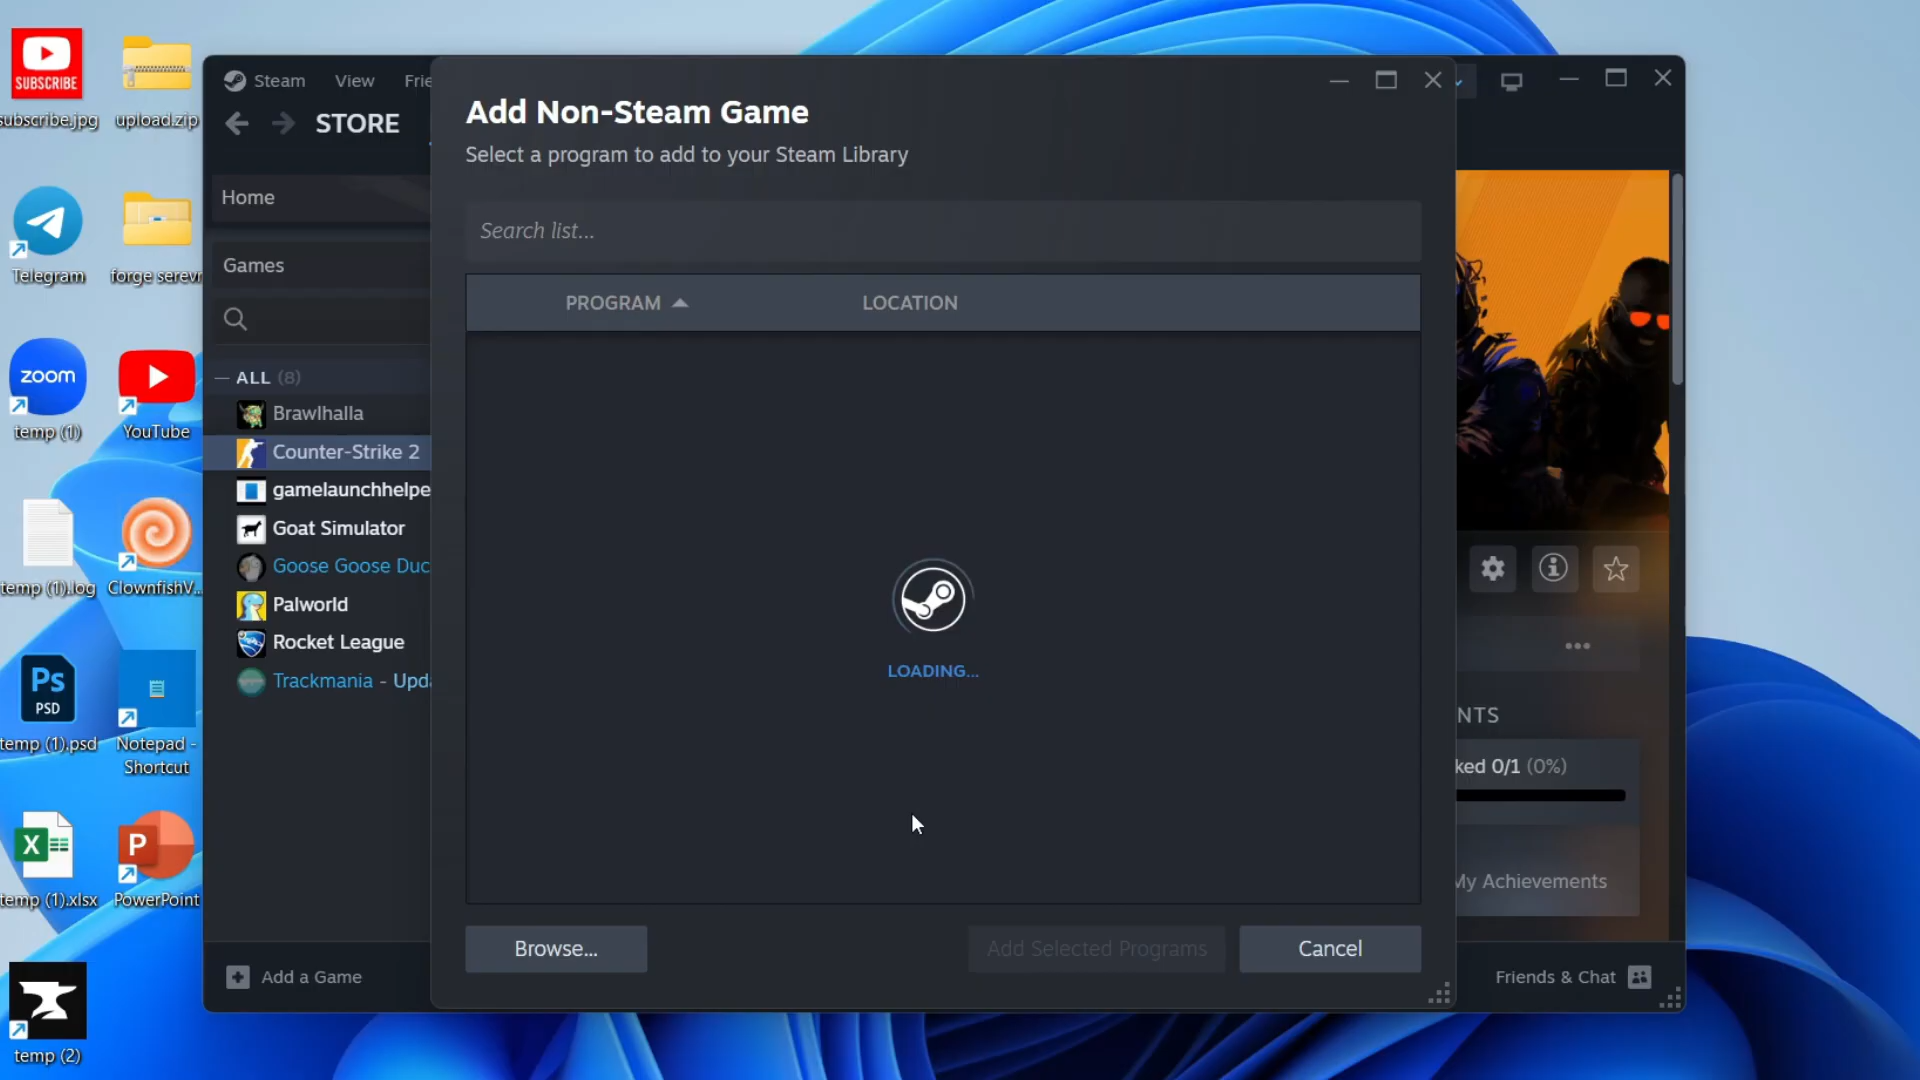 SUBSCRIBE
subscribe.jpg
upload.zip
Telegram
forge serevr
zoom
temp (1)
YouTube
temp (1).log
ClownfishV...
Ps
PSD
temp (1).psd
Notepad -
Shortcut
X
temp (1).xlsx
P
PowerPoint
temp (2)
Steam
View
Frie
STORE
Home
Games
ALL (8)
Brawlhalla
Counter-Strike 2
gamelaunchhelpe
Goat Simulator
Goose Goose Duc
Palworld
Rocket League
Trackmania - Upda
Add a Game
Add Non-Steam Game
Select a program to add to your Steam Library
Search list...
PROGRAM
LOCATION
LOADING...
Browse...
Add Selected Programs
Cancel
NTS
ked 0/1 (0%)
My Achievements
Friends & Chat